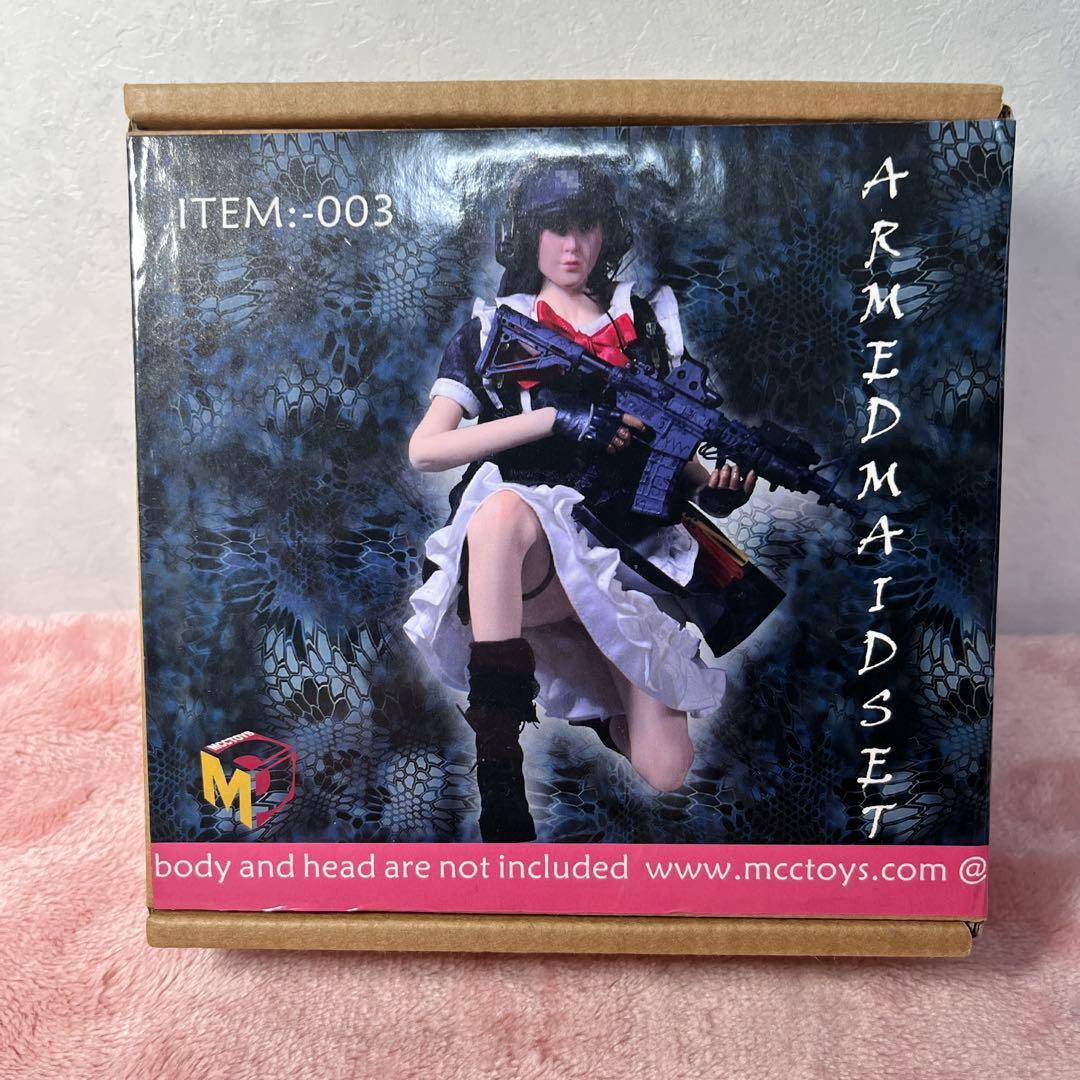 ITEM:-003
ARMEDMAIDSET
MCCTOYS
M
body and head are not included www.mcctoys.com @